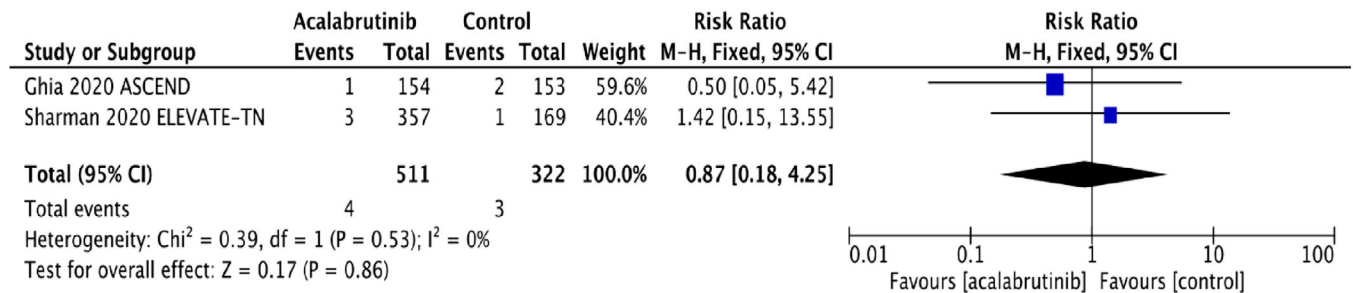 Acalabrutinib Control Risk Ratio Risk Ratio
Study or Subgroup Events Total Events Total Weight M-H, Fixed, 95% CI M-H, Fixed, 95% CI
Ghia 2020 ASCEND 1 154 2 153 59.6% 0.50 [0.05, 5.42]
Sharman 2020 ELEVATE-TN 3 357 1 169 40.4% 1.42 [0.15, 13.55]
Total (95% CI) 511 322 100.0% 0.87 [0.18, 4.25]
Total events 4 3
Heterogeneity: Chi² = 0.39, df = 1 (P = 0.53); I² = 0%
Test for overall effect: Z = 0.17 (P = 0.86)
0.01 0.1 1 10 100
Favours [acalabrutinib] Favours [control]